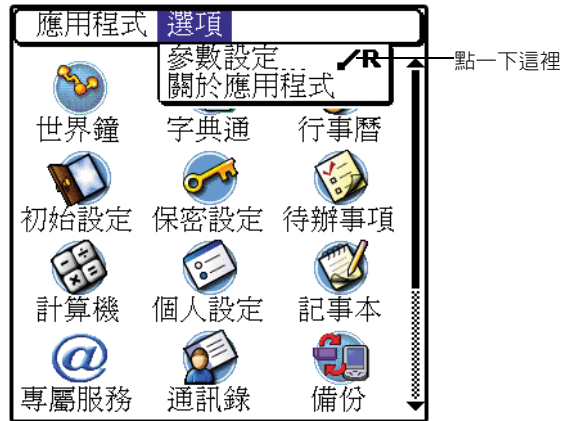 應用程式 選項
參數設定... /R
點一下這裡
關於應用程式
世界鐘 字典通 行事曆
初始設定 保密設定 待辦事項
計算機 個人設定 記事本
專屬服務 通訊錄 備份